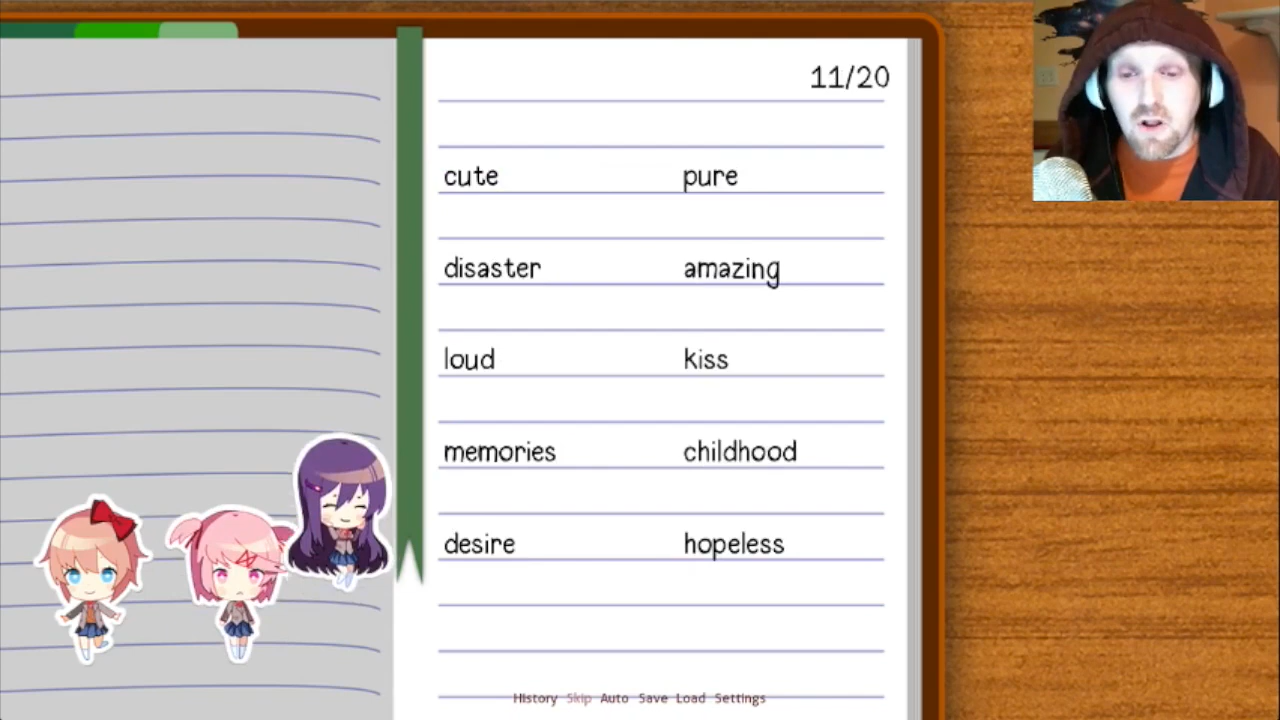 11/20
cute pure
disaster amazing
loud kiss
memories childhood
desire hopeless
History Skip Auto Save Load Settings